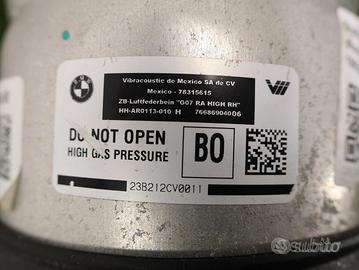 Vibracoustic de Mexico SA de CV
Mexico - 78315615
ZB-Luftfederbein "G07 RA HIGH RH"
HH-AR0113-010 H 76686904006
DO NOT OPEN
HIGH GAS PRESSURE
BO
23B212CV0011
subito